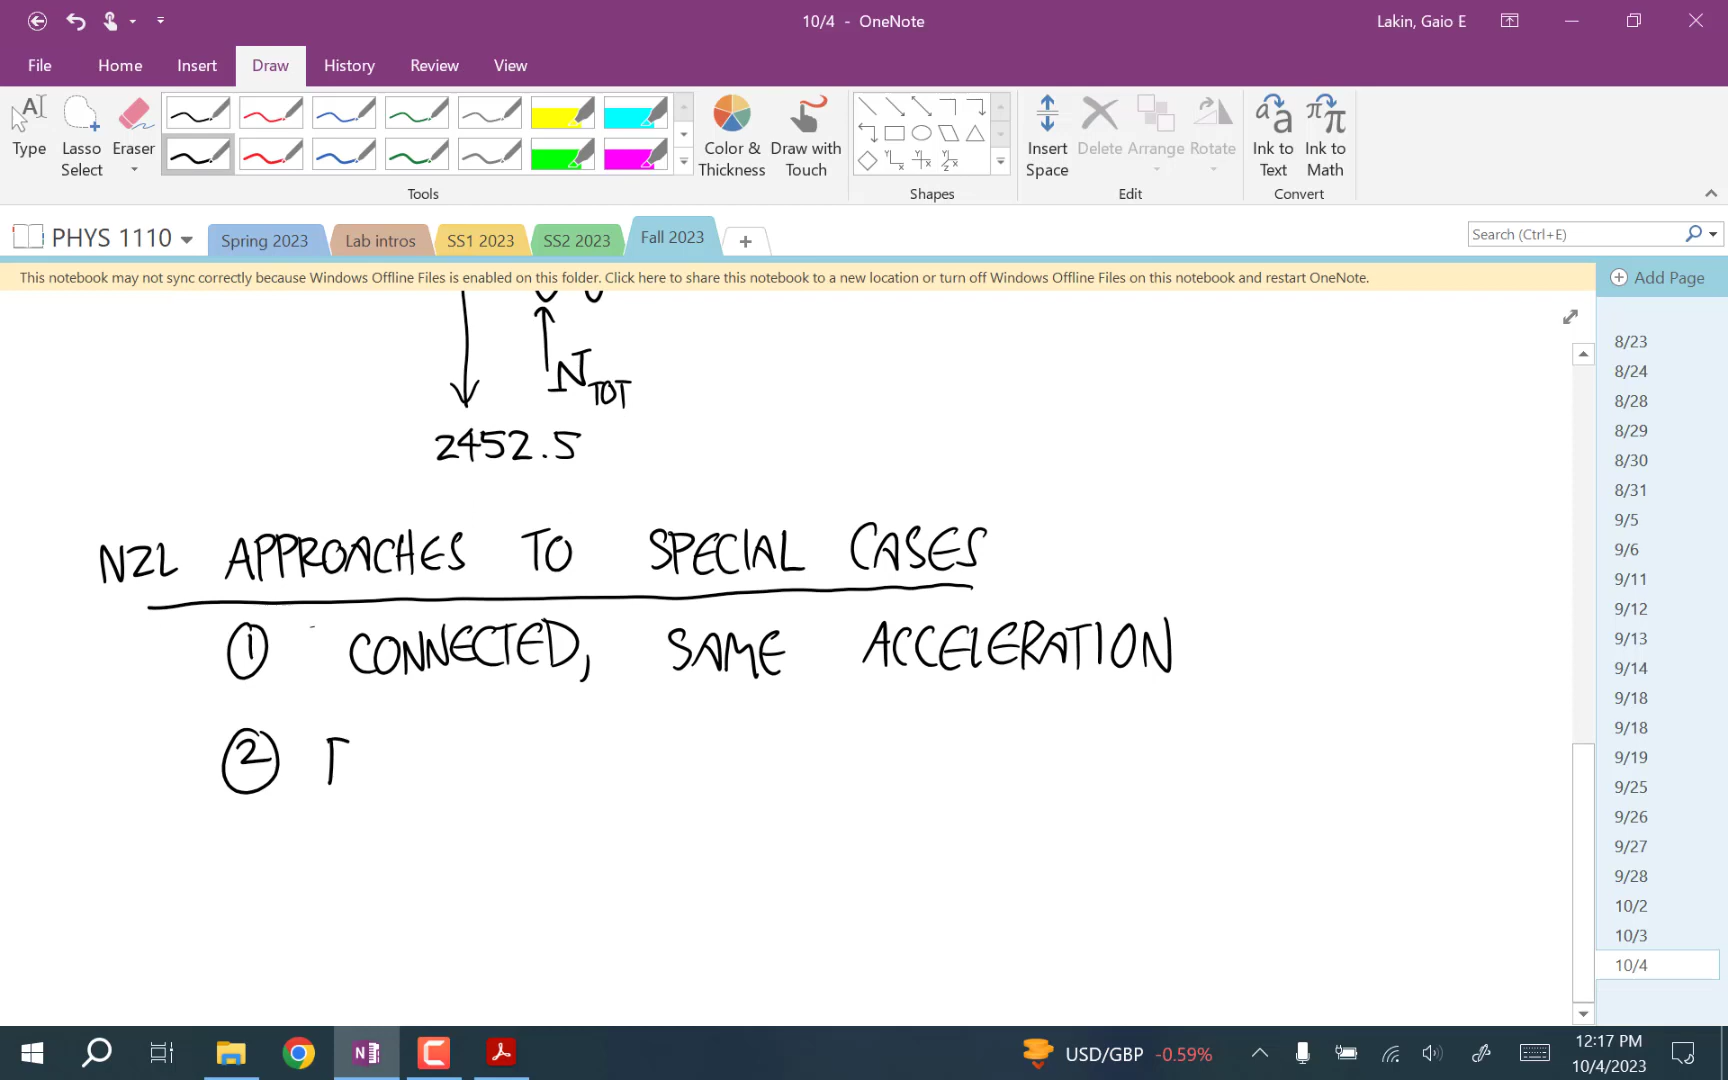 10/4 - OneNote
Lakin, Gaio E
File Home Insert Draw History Review View
Type
Lasso Select
Eraser
Color & Thickness
Draw with Touch
Insert Space
Delete
Arrange
Rotate
Ink to Text
Ink to Math
Tools Shapes Edit Convert
PHYS 1110
Spring 2023 Lab intros SS1 2023 SS2 2023 Fall 2023
Search (Ctrl+E)
This notebook may not sync correctly because Windows Offline Files is enabled on this folder. Click here to share this notebook to a new location or turn off Windows Offline Files on this notebook and restart OneNote.
Add Page
N TOT
2452.5
N2L APPROACHES TO SPECIAL CASES
① CONNECTED, SAME ACCELERATION
②
8/23
8/24
8/28
8/29
8/30
8/31
9/5
9/6
9/11
9/12
9/13
9/14
9/18
9/18
9/19
9/25
9/26
9/27
9/28
10/2
10/3
10/4
USD/GBP -0.59%
12:17 PM
10/4/2023